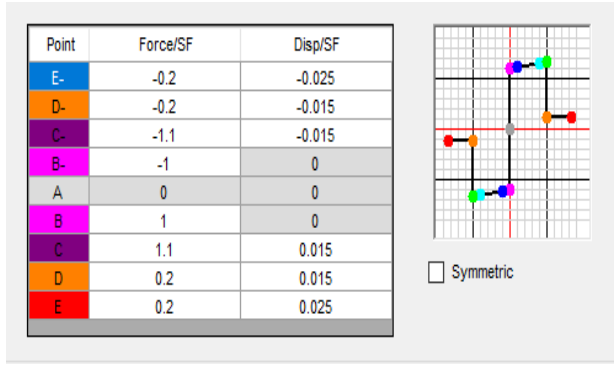 Point Force/SF Disp/SF
E- -0.2 -0.025
D- -0.2 -0.015
C- -1.1 -0.015
B- -1 0
A 0 0
B 1 0
C 1.1 0.015
D 0.2 0.015
E 0.2 0.025
Symmetric